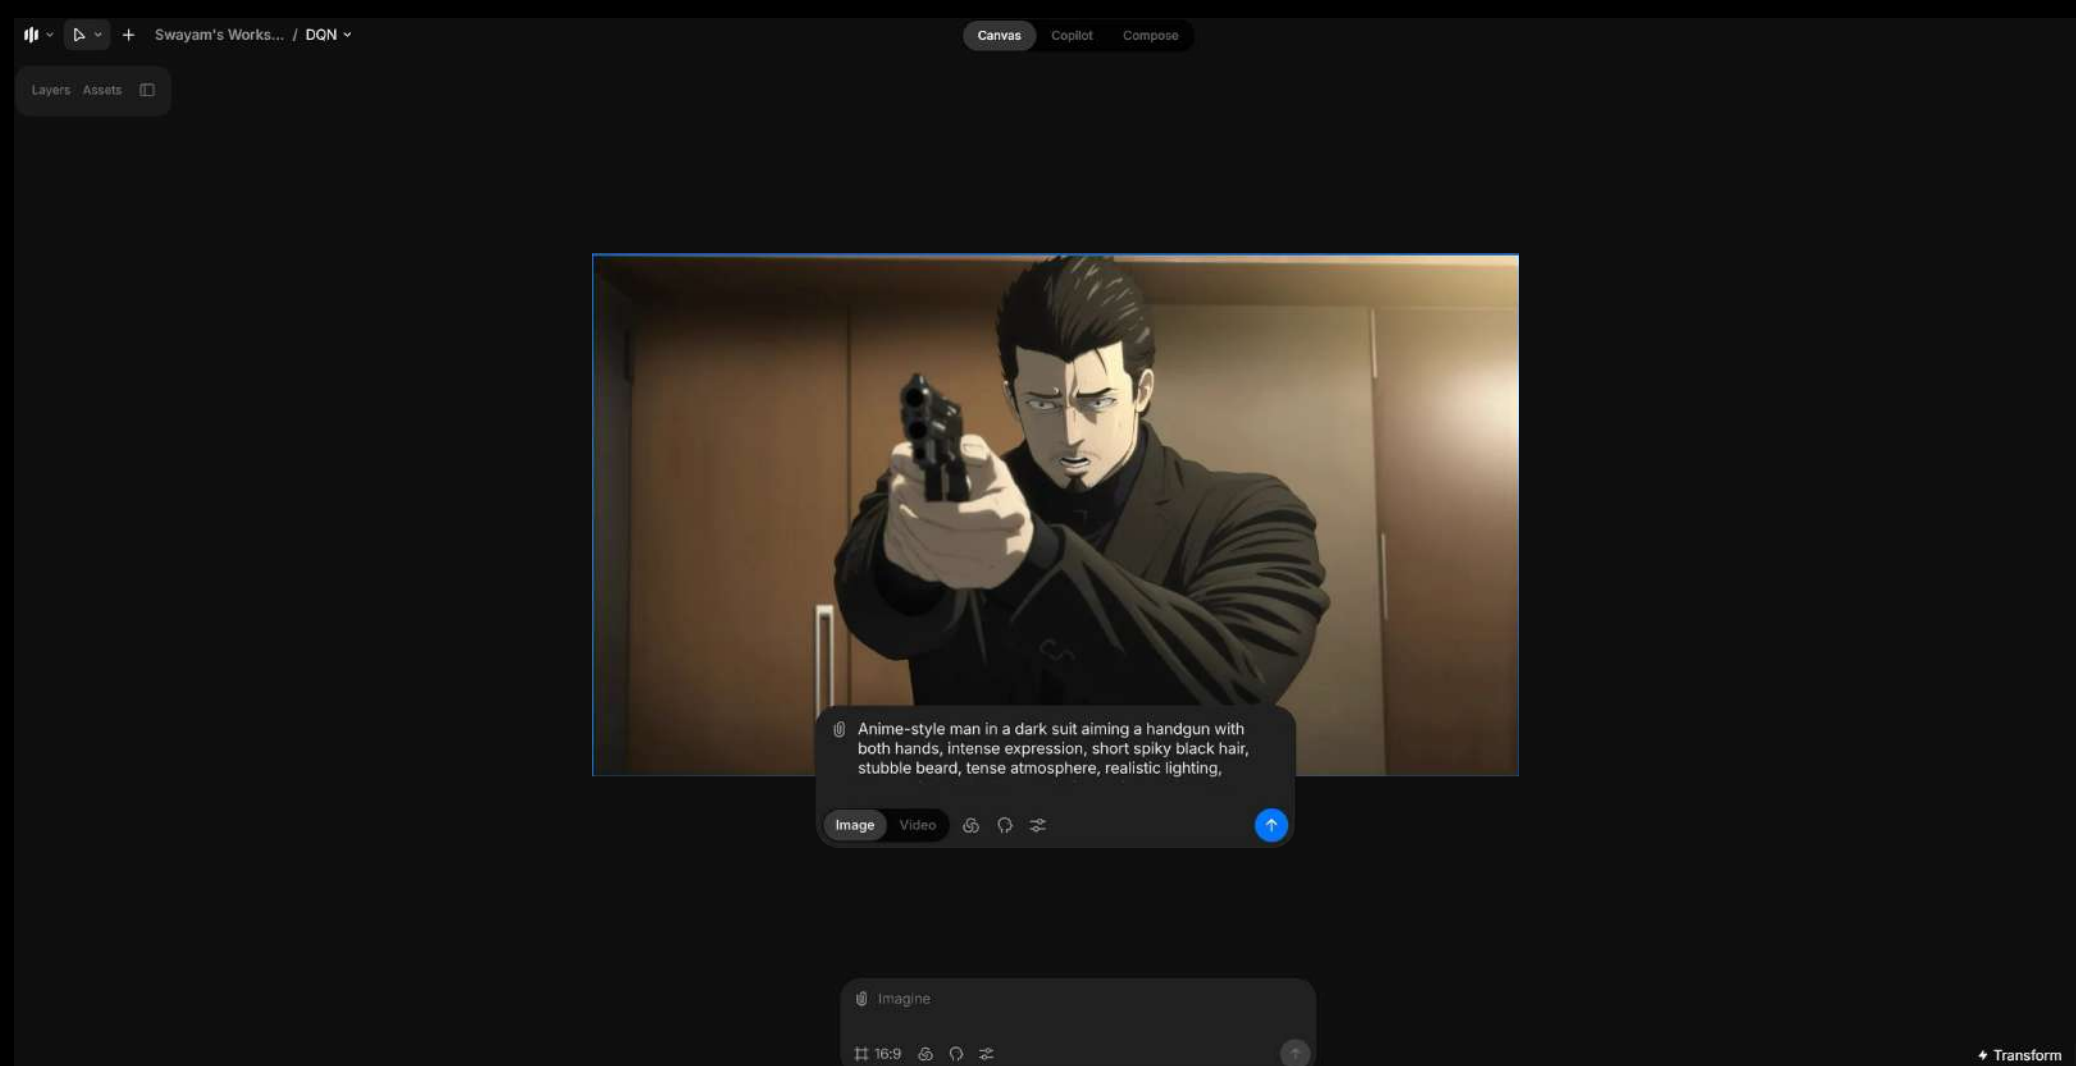 Swayam's Works... / DQN
Canvas Copilot Compose
Layers Assets
Anime-style man in a dark suit aiming a handgun with
both hands, intense expression, short spiky black hair,
stubble beard, tense atmosphere, realistic lighting,
Image Video
Imagine
16:9
Transform